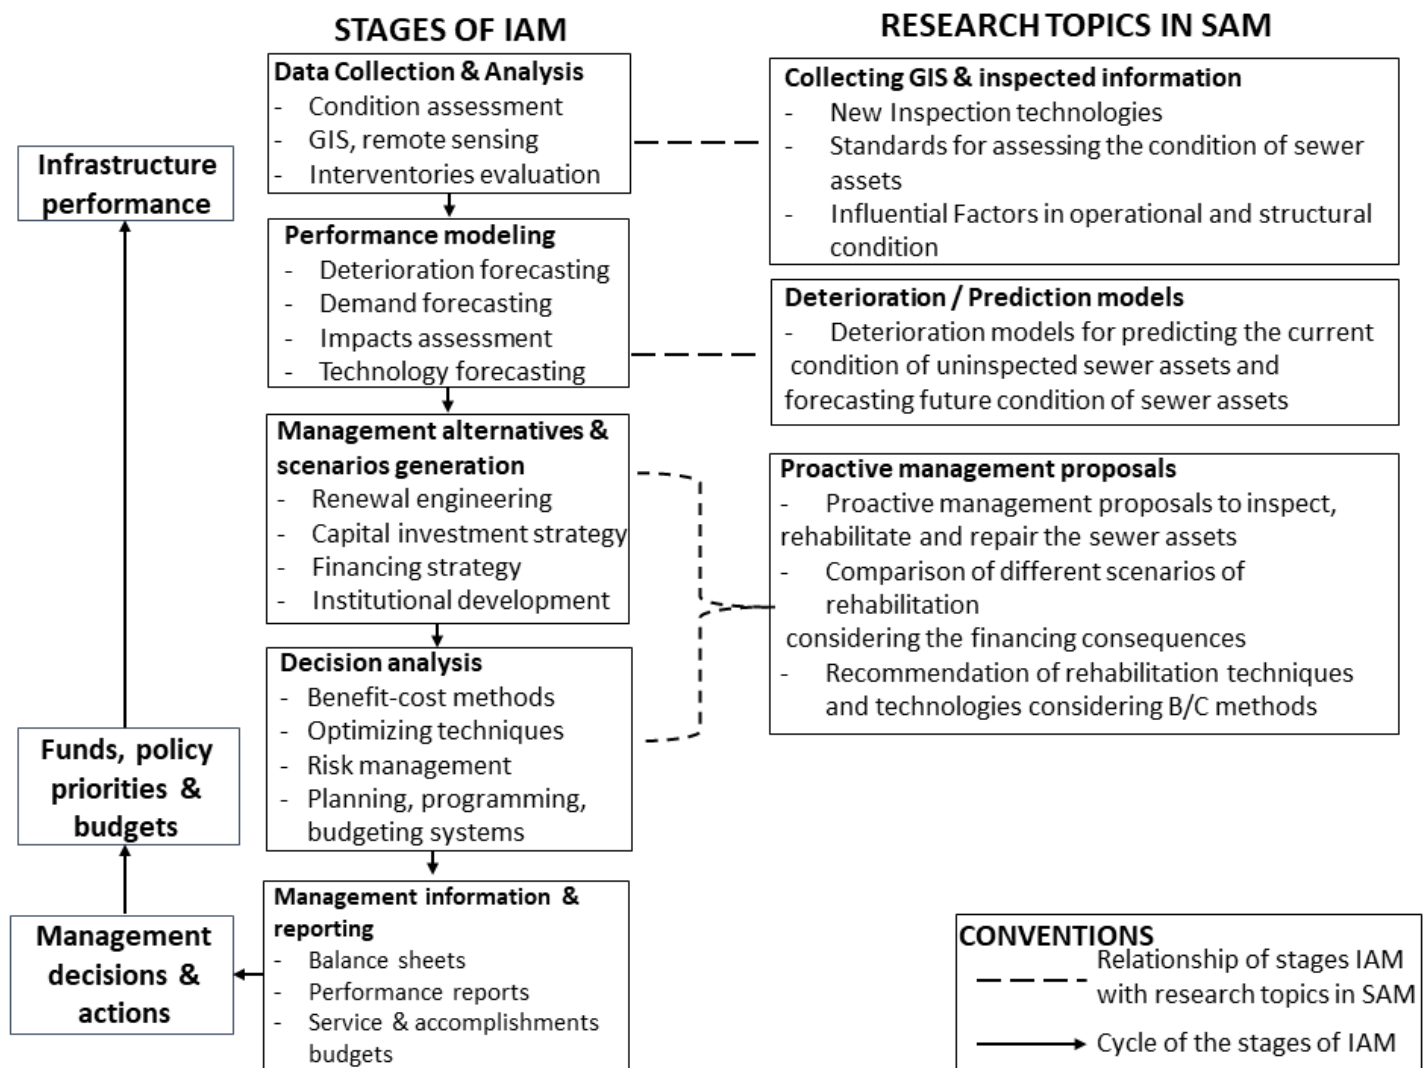 STAGES OF IAM
Data Collection & Analysis
- Condition assessment
- GIS, remote sensing
- Interventories evaluation
Performance modeling
- Deterioration forecasting
- Demand forecasting
- Impacts assessment
- Technology forecasting
Management alternatives &
scenarios generation
- Renewal engineering
- Capital investment strategy
- Financing strategy
- Institutional development
Decision analysis
- Benefit-cost methods
- Optimizing techniques
- Risk management
- Planning, programming,
budgeting systems
Management information &
reporting
- Balance sheets
- Performance reports
- Service & accomplishments
budgets
Infrastructure
performance
Funds, policy
priorities &
budgets
Management
decisions &
actions
RESEARCH TOPICS IN SAM
Collecting GIS & inspected information
- New Inspection technologies
- Standards for assessing the condition of sewer
assets
- Influential Factors in operational and structural
condition
Deterioration / Prediction models
- Deterioration models for predicting the current
condition of uninspected sewer assets and
forecasting future condition of sewer assets
Proactive management proposals
- Proactive management proposals to inspect,
rehabilitate and repair the sewer assets
- Comparison of different scenarios of
rehabilitation
considering the financing consequences
- Recommendation of rehabilitation techniques
and technologies considering B/C methods
CONVENTIONS
Relationship of stages IAM
with research topics in SAM
Cycle of the stages of IAM